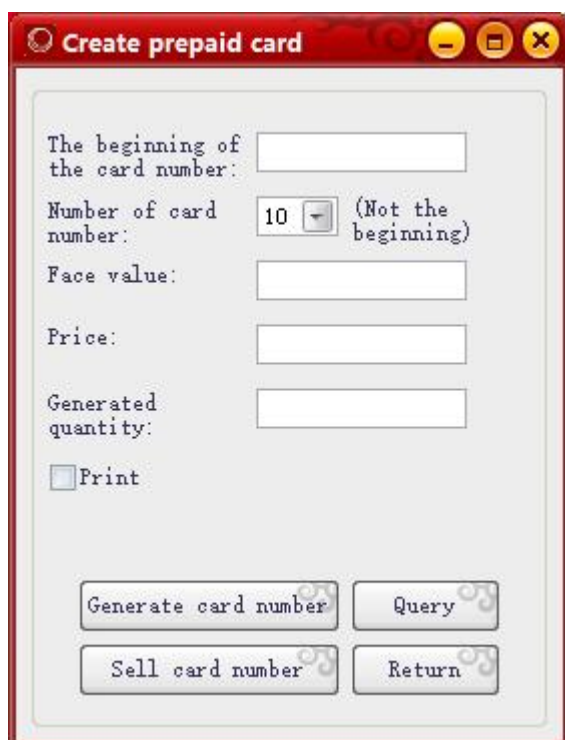 Create prepaid card
The beginning of
the card number:
Number of card
number:
10
(Not the
beginning)
Face value:
Price:
Generated
quantity:
Print
Generate card number
Query
Sell card number
Return